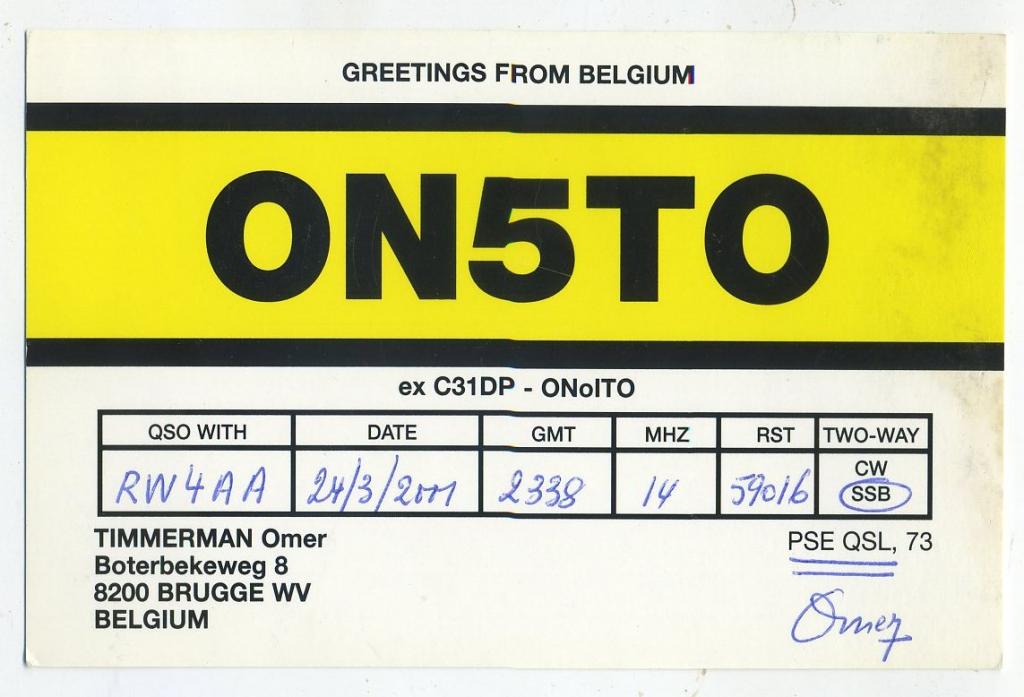 GREETINGS FROM BELGIUM
ON5TO
ex C31DP - ONolTO
QSO WITH DATE GMT MHZ RST TWO-WAY
RW4AA 24/3/2001 2338 14 59016 CW
SSB
TIMMERMAN Omer PSE QSL, 73
Boterbekeweg 8
8200 BRUGGE WV
BELGIUM
Omer